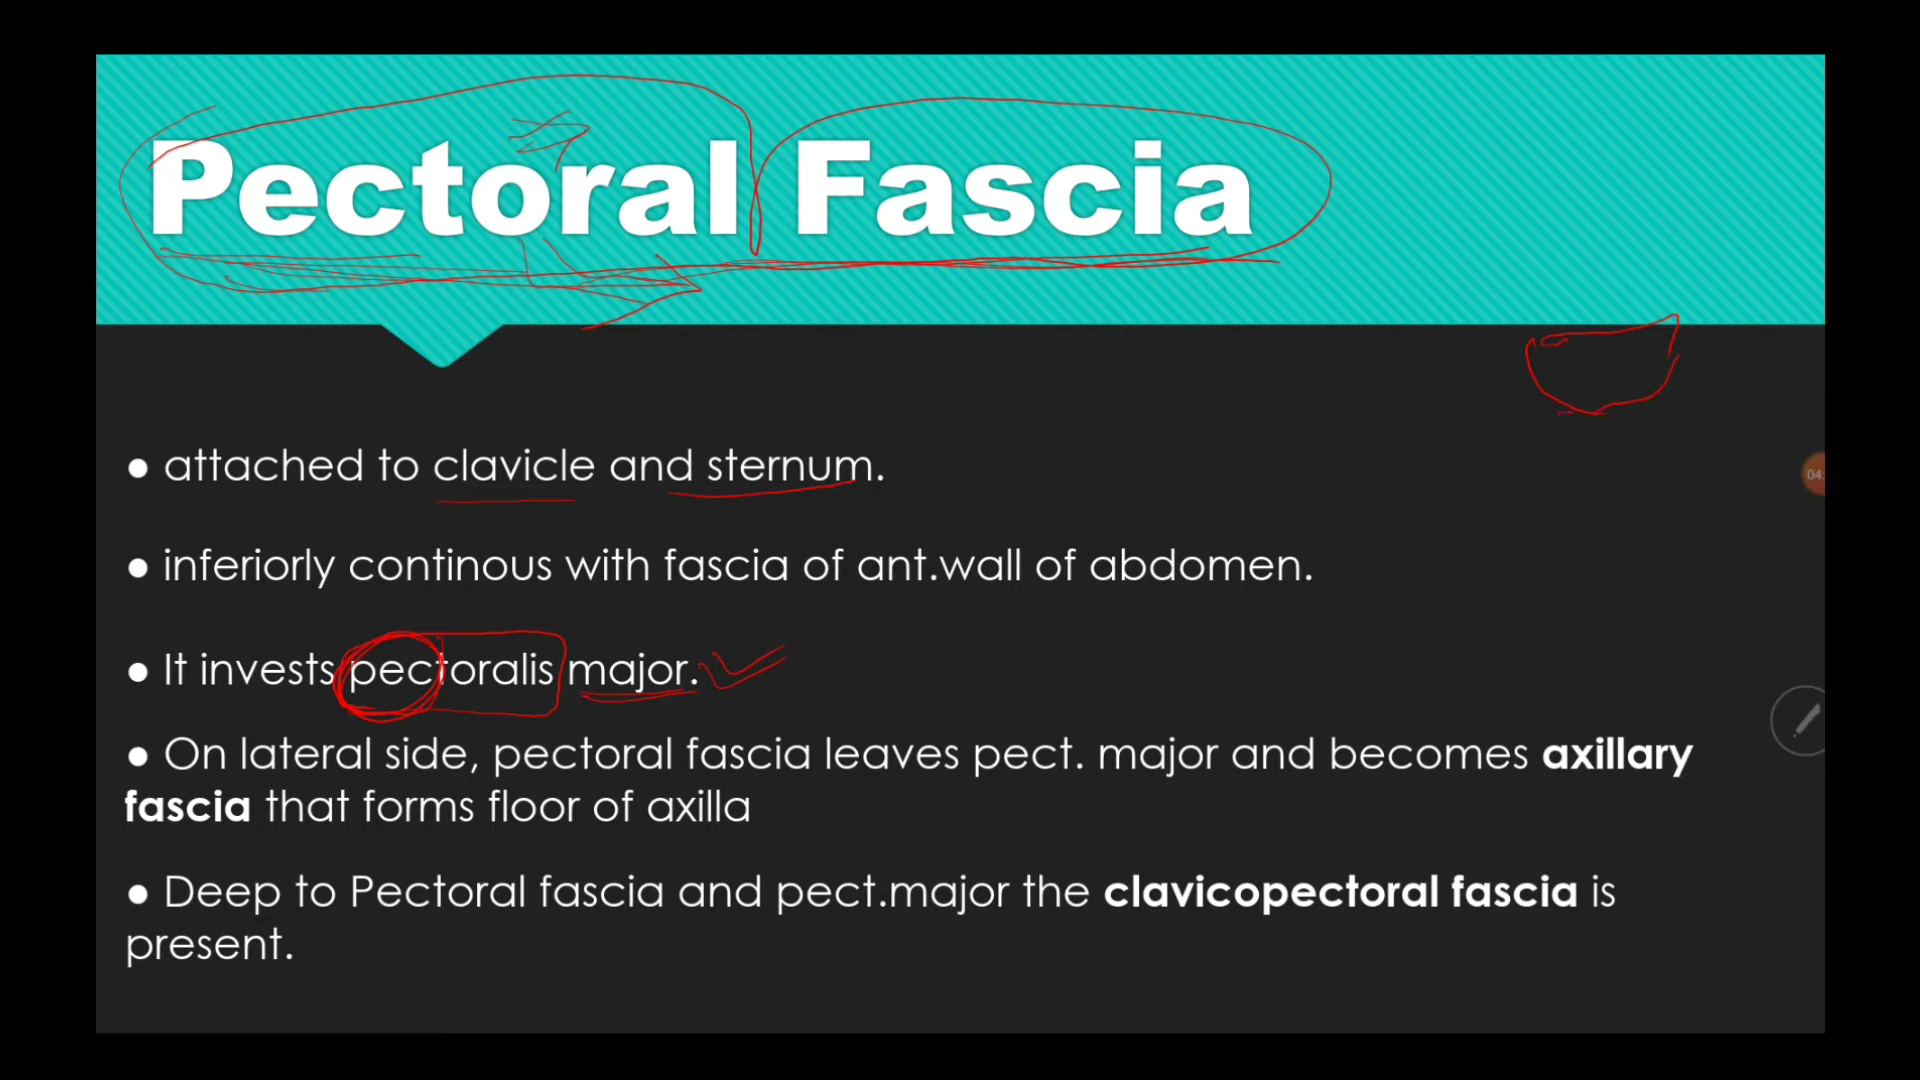 Pectoral Fascia
● attached to clavicle and sternum.
● inferiorly continous with fascia of ant.wall of abdomen.
● It invests pectoralis major.
● On lateral side, pectoral fascia leaves pect. major and becomes axillary
fascia that forms floor of axilla
● Deep to Pectoral fascia and pect.major the clavicopectoral fascia is
present.